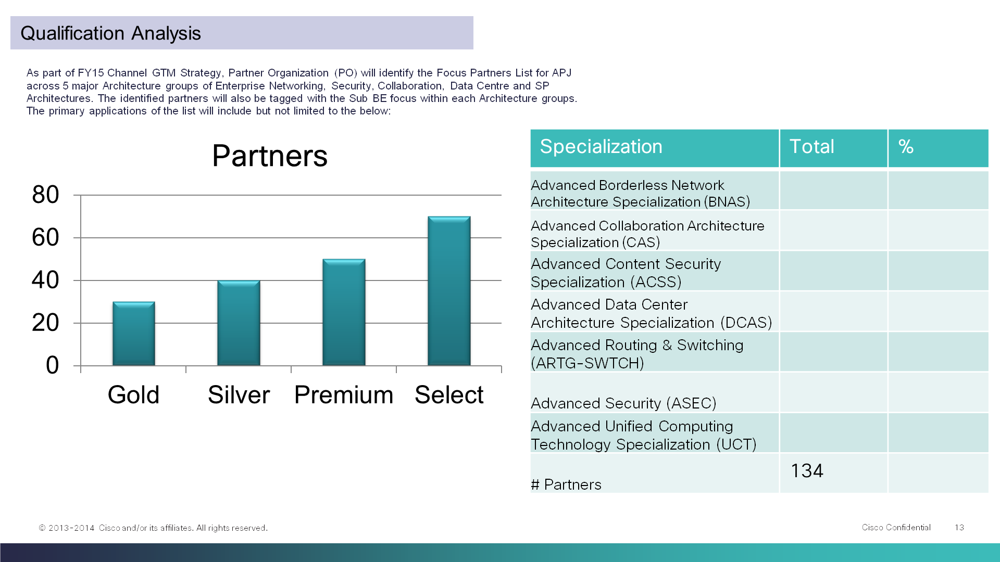 Qualification Analysis
As part of FY15 Channel GTM Strategy, Partner Organization (PO) will identify the Focus Partners List for APJ
across 5 major Architecture groups of Enterprise Networking, Security, Collaboration, Data Centre and SP
Architectures. The identified partners will also be tagged with the Sub BE focus within each Architecture groups.
The primary applications of the list will include but not limited to the below:
Partners
80
60
40
20
0
Gold Silver Premium Select
Specialization Total %
Advanced Borderless Network
Architecture Specialization (BNAS)
Advanced Collaboration Architecture
Specialization (CAS)
Advanced Content Security
Specialization (ACSS)
Advanced Data Center
Architecture Specialization (DCAS)
Advanced Routing & Switching
(ARTG-SWTCH)
Advanced Security (ASEC)
Advanced Unified Computing
Technology Specialization (UCT)
# Partners 134
© 2013-2014 Cisco and/or its affiliates. All rights reserved.
Cisco Confidential 13